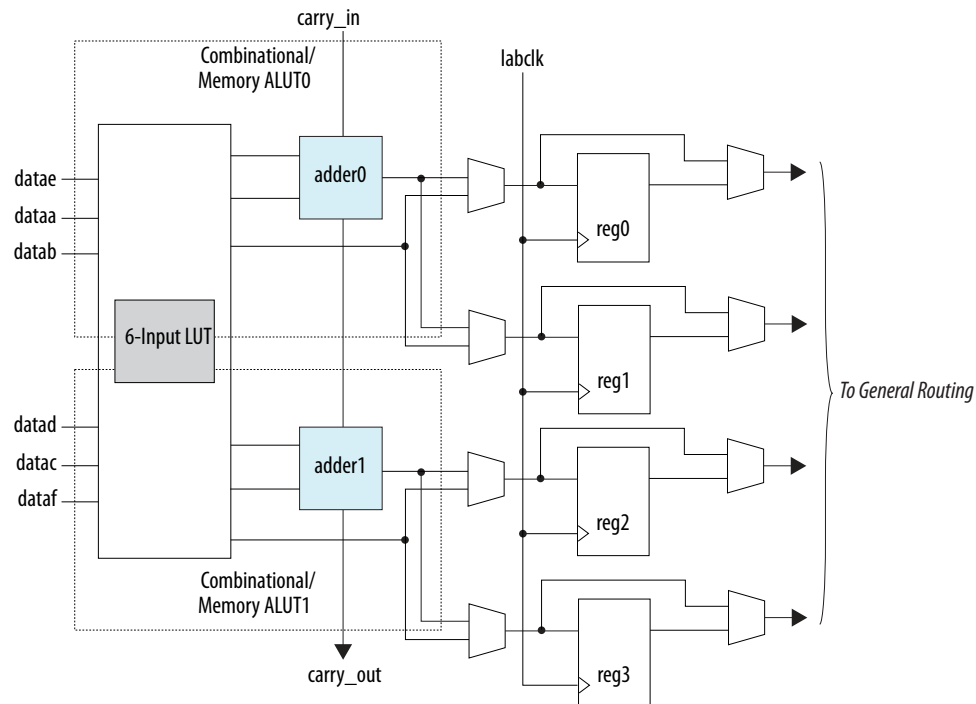 carry_in
Combinational/
Memory ALUT0
labclk
adder0
datae
dataa
datab
reg0
6-Input LUT
reg1
To General Routing
datad
datac
dataf
adder1
reg2
Combinational/
Memory ALUT1
carry_out
reg3